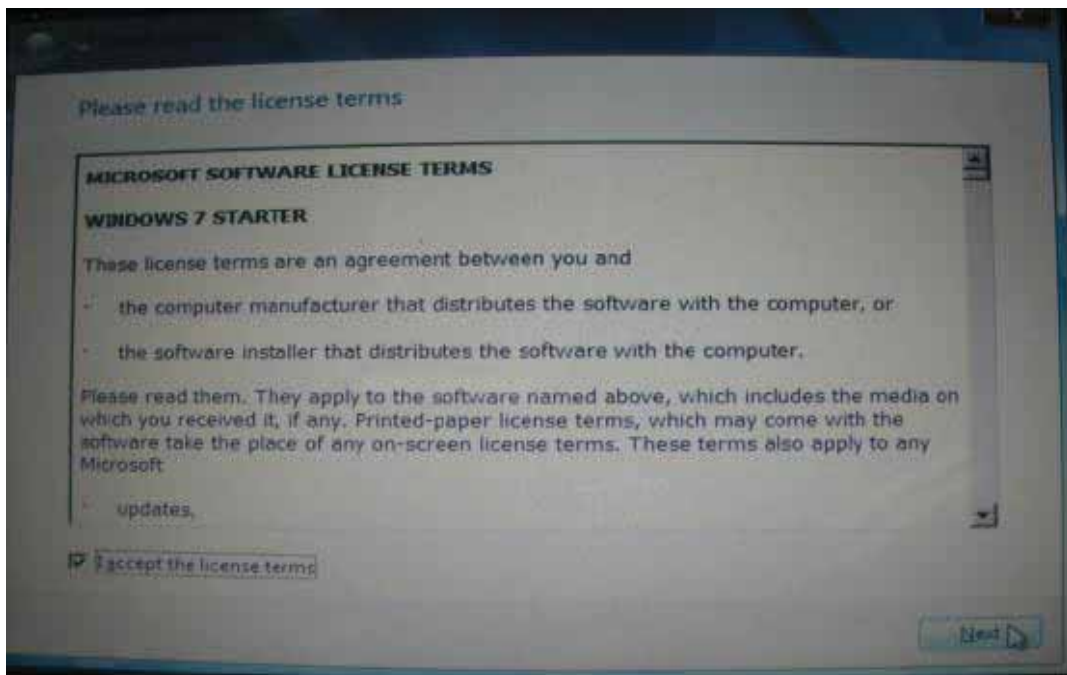 Please read the license terms
MICROSOFT SOFTWARE LICENSE TERMS
WINDOWS 7 STARTER
These license terms are an agreement between you and
· the computer manufacturer that distributes the software with the computer, or
· the software installer that distributes the software with the computer.
Please read them. They apply to the software named above, which includes the media on
which you received it, if any. Printed-paper license terms, which may come with the
software take the place of any on-screen license terms. These terms also apply to any
Microsoft
· updates,
I accept the license terms
Next